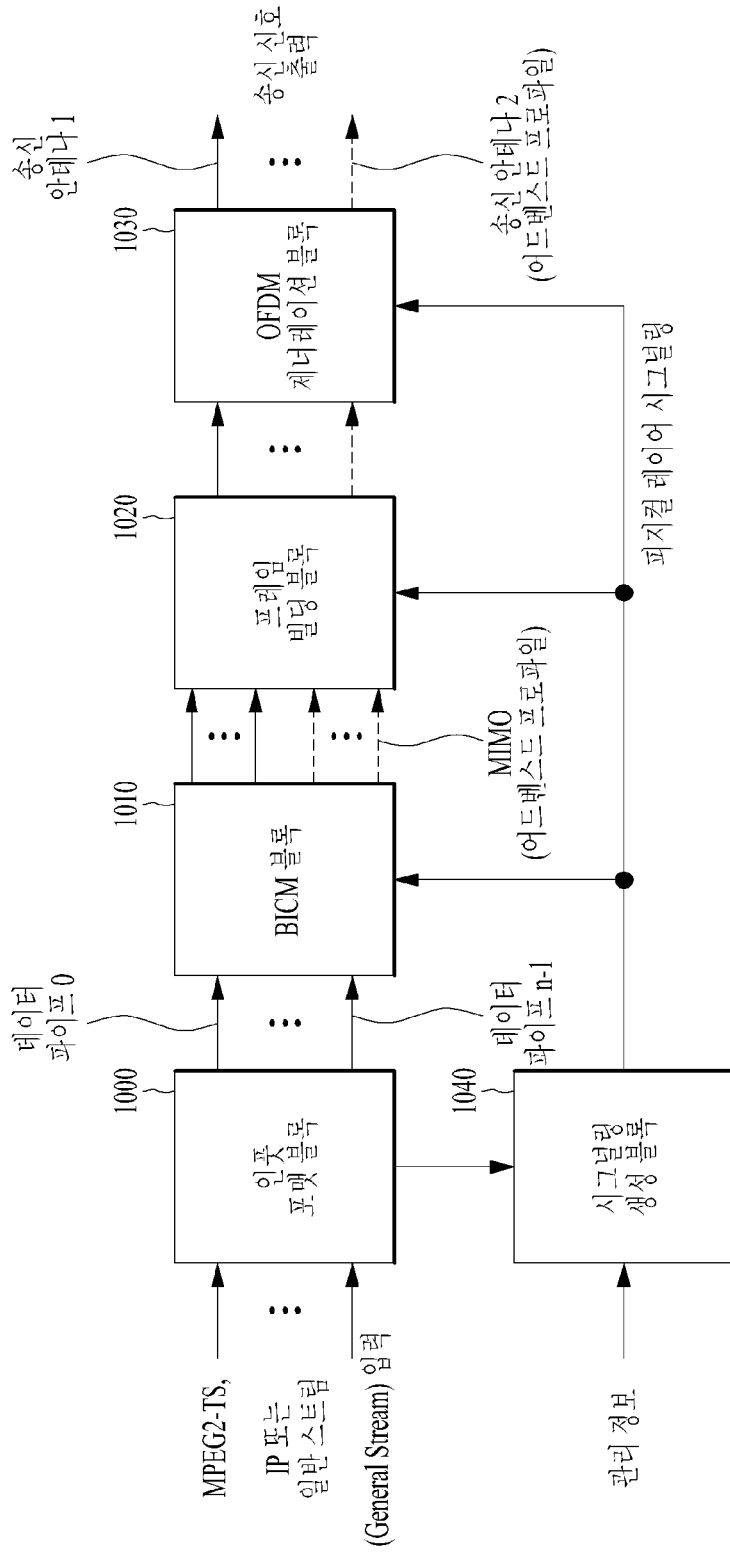 MPEG2-TS,
IP 또는
일반 스트림
(General Stream) 입력
관리 정보
1000
인풋
포맷 블록
1040
시그널링
생성 블록
데이터
파이프 0
데이터
파이프 n-1
1010
BICM 블록
MIMO
(어드벤스드 프로파일)
1020
프레임
빌딩 블록
피지컬 레이어 시그널링
1030
OFDM
제너레이션 블록
송신
안테나 1
송신 신호
출력
송신 안테나 2
(어드벤스트 프로파일)